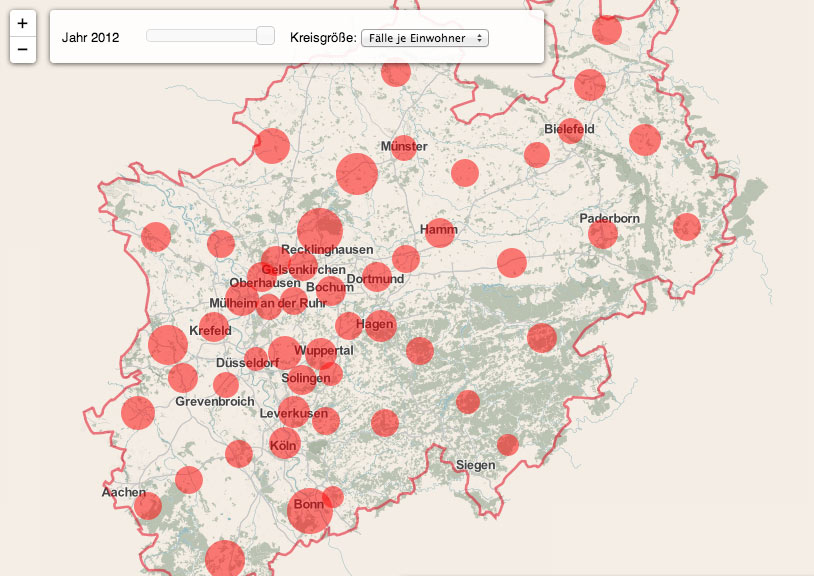 +
Jahr 2012
Kreisgröße:
Fälle je Einwohner
−
Bielefeld
Münster
Paderborn
Hamm
Recklinghausen
Gelsenkirchen
Oberhausen
Dortmund
Bochum
Mülheim an der Ruhr
Krefeld
Hagen
Wuppertal
Düsseldorf
Solingen
Grevenbroich
Leverkusen
Köln
Siegen
Aachen
Bonn